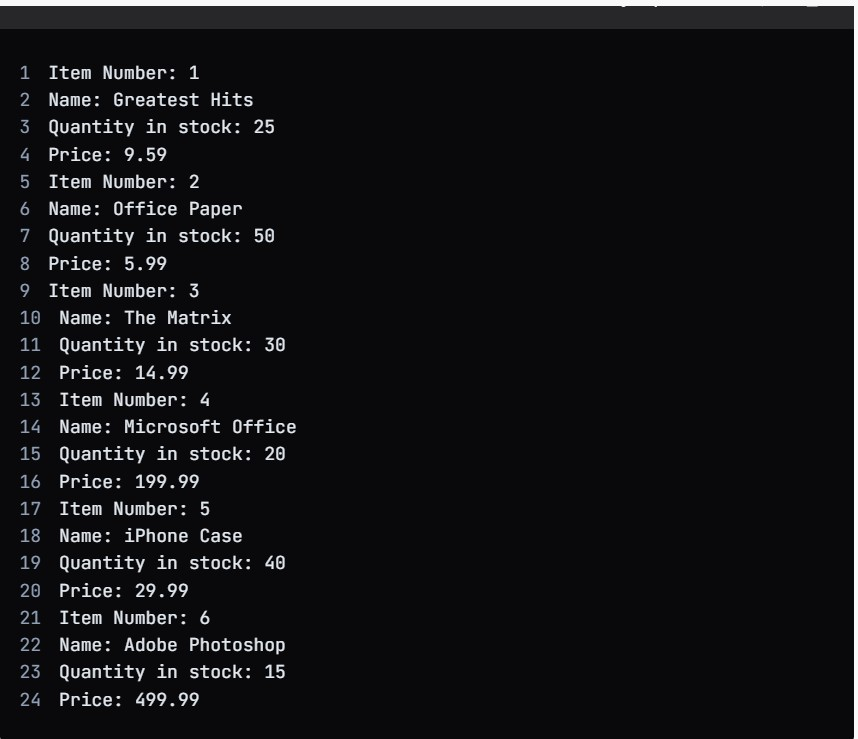 1 Item Number: 1
2 Name: Greatest Hits
3 Quantity in stock: 25
4 Price: 9.59
5 Item Number: 2
6 Name: Office Paper
7 Quantity in stock: 50
8 Price: 5.99
9 Item Number: 3
10 Name: The Matrix
11 Quantity in stock: 30
12 Price: 14.99
13 Item Number: 4
14 Name: Microsoft Office
15 Quantity in stock: 20
16 Price: 199.99
17 Item Number: 5
18 Name: iPhone Case
19 Quantity in stock: 40
20 Price: 29.99
21 Item Number: 6
22 Name: Adobe Photoshop
23 Quantity in stock: 15
24 Price: 499.99